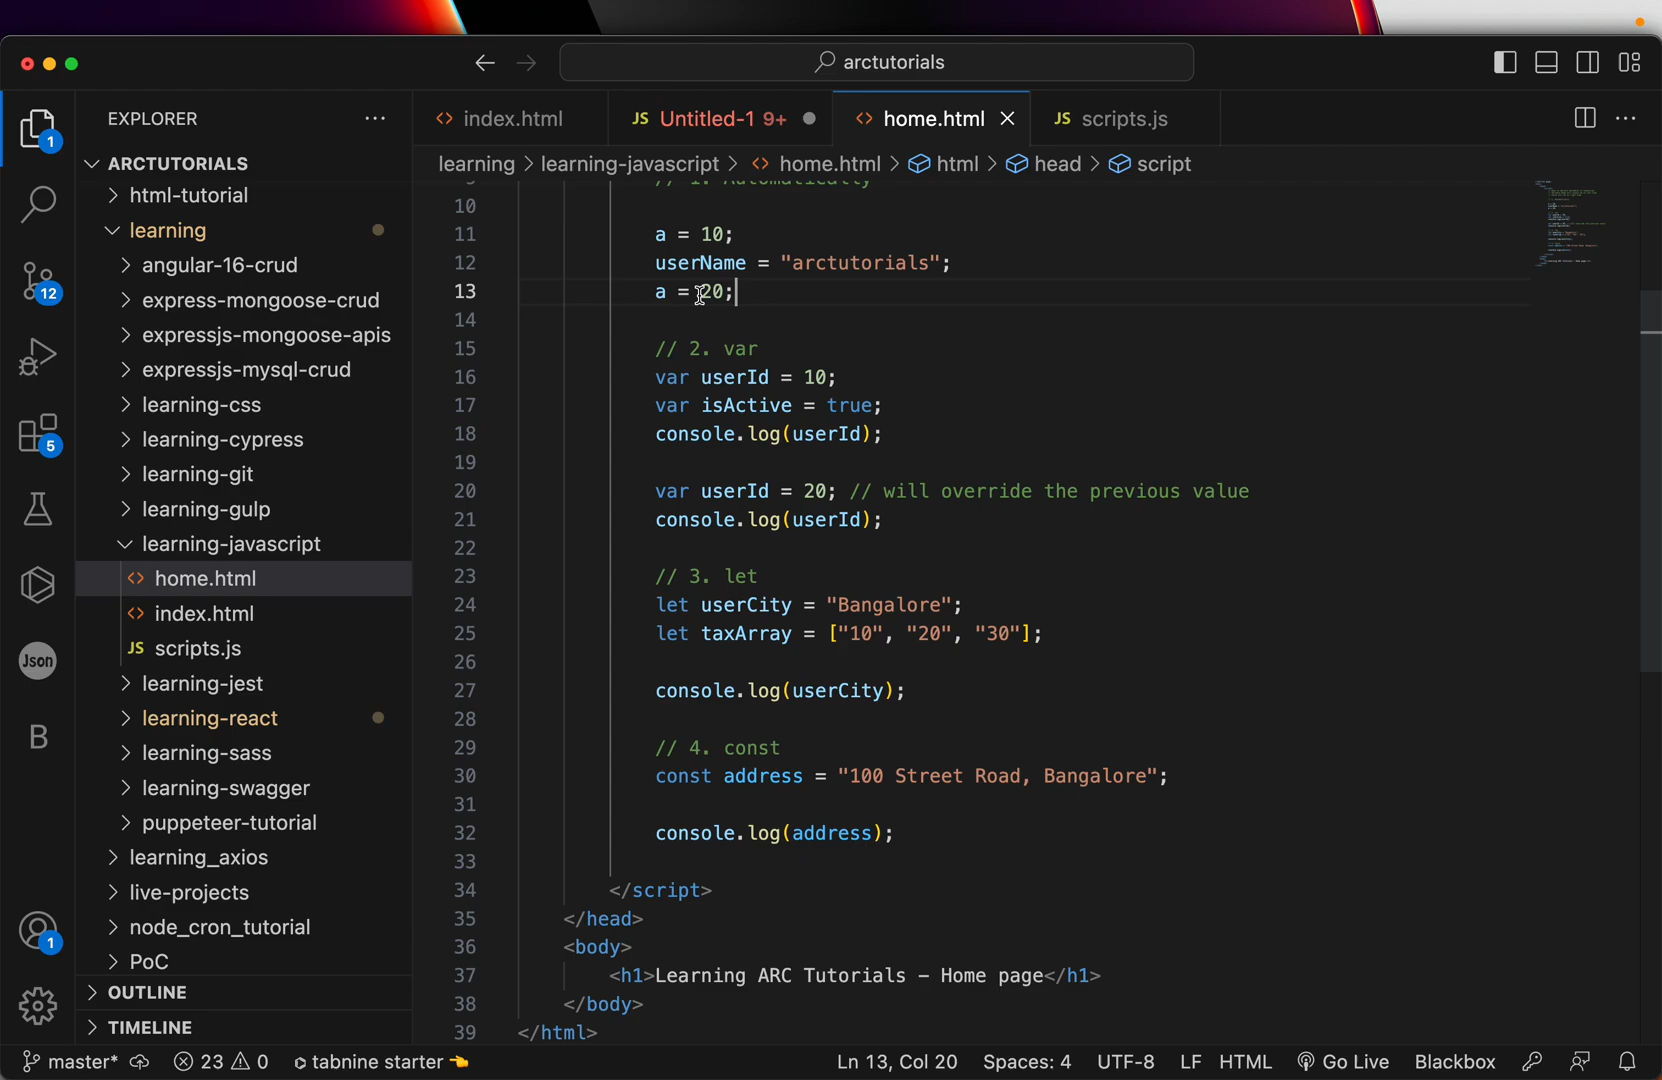 arctutorials
EXPLORER
index.html
JS Untitled-1 9+
home.html
JS scripts.js
ARCTUTORIALS
learning > learning-javascript > home.html > html > head > script
html-tutorial
learning
angular-16-crud
express-mongoose-crud
expressjs-mongoose-apis
expressjs-mysql-crud
learning-css
learning-cypress
learning-git
learning-gulp
learning-javascript
home.html
index.html
JS scripts.js
learning-jest
learning-react
learning-sass
learning-swagger
puppeteer-tutorial
learning_axios
live-projects
node_cron_tutorial
PoC
OUTLINE
TIMELINE
1
12
5
Json
B
1
9 // 1. Automatically
10
11 a = 10;
12 userName = "arctutorials";
13 a = 20;
14
15 // 2. var
16 var userId = 10;
17 var isActive = true;
18 console.log(userId);
19
20 var userId = 20; // will override the previous value
21 console.log(userId);
22
23 // 3. let
24 let userCity = "Bangalore";
25 let taxArray = ["10", "20", "30"];
26
27 console.log(userCity);
28
29 // 4. const
30 const address = "100 Street Road, Bangalore";
31
32 console.log(address);
33
34 </script>
35 </head>
36 <body>
37 <h1>Learning ARC Tutorials – Home page</h1>
38 </body>
39 </html>
master* 23 0 tabnine starter Ln 13, Col 20 Spaces: 4 UTF-8 LF HTML Go Live Blackbox